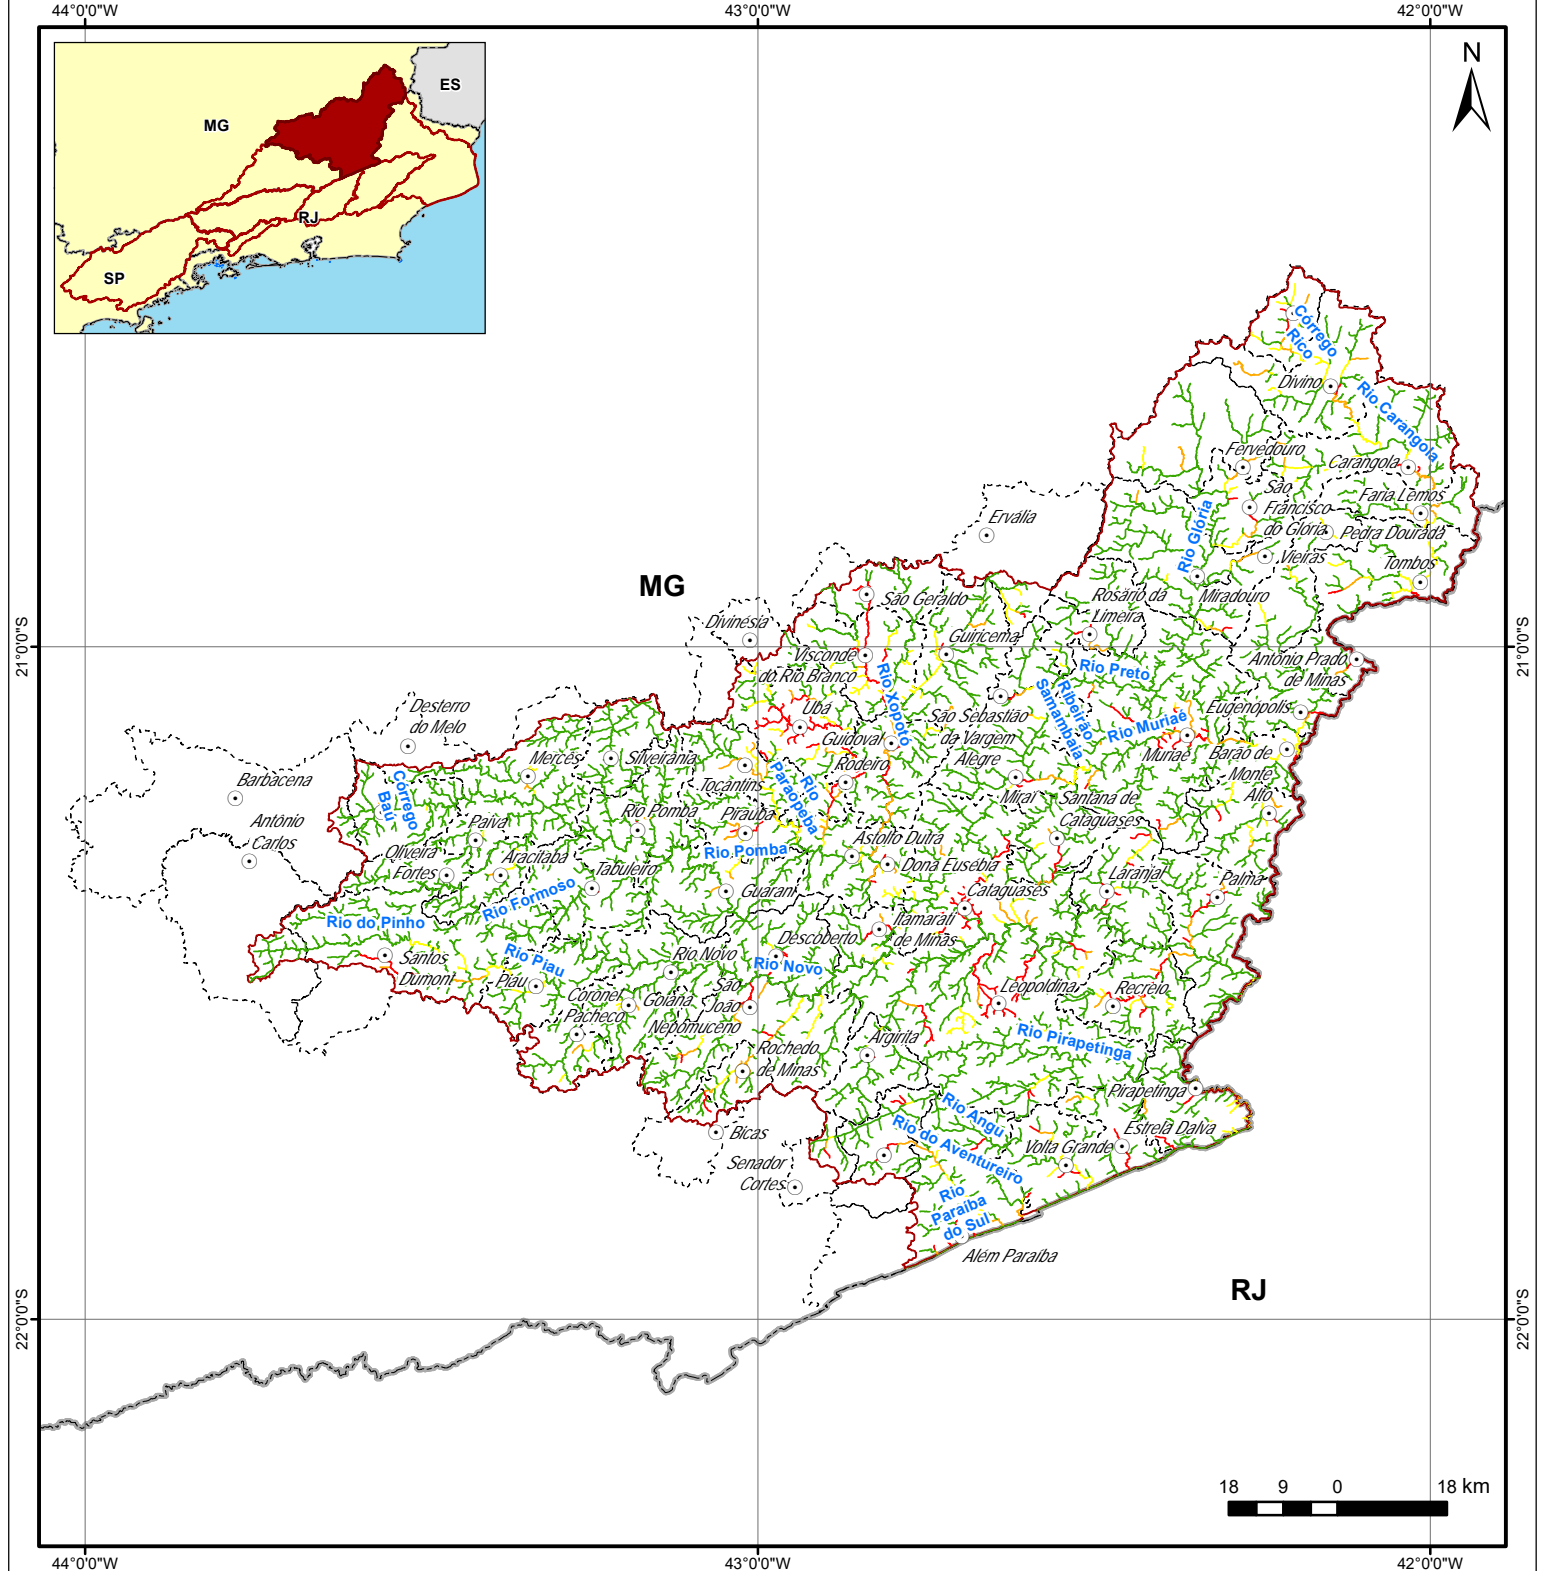 44°0'0"W
43°0'0"W
42°0'0"W
N
ES
MG
RJ
SP
Córrego
Rico
Divino
Rio Carangola
Fervedouro
Carangola
São
Francisco
do Glória
Faria Lemos
Ervália
Rio Glória
Pedra Dourada
Vieiras
Tombos
MG
São Geraldo
Rosário da
Limeira
Miradouro
Divinésia
Guiricema
21°0'0"S
21°0'0"S
Visconde
do Rio Branco
Rio Xopotó
Rio Preto
Antônio Prado
de Minas
Ribeirão
Samambaia
Desterro
do Melo
Ubá
São Sebastião
da Vargem
Alegre
Eugenópolis
Rio Muriaé
Guidoval
Muriaé
Barão de
Monte
Alto
Mercês
Silveirânia
Rodeiro
Barbacena
Córrego
Baú
Tocantins
Rio
Paraopeba
Miraí
Santana de
Cataguases
Antônio
Carlos
Paiva
Rio Pomba
Piraúba
Oliveira
Fortes
Aracitaba
Rio Pomba
Astolfo Dutra
Tabuleiro
Dona Eusébia
Laranjal
Palma
Rio Formoso
Guarani
Cataguases
Rio do Pinho
Itamarati
de Minas
Descoberto
Santos
Dumont
Rio Piau
Rio Novo
Rio Novo
Piau
São
João
Nepomuceno
Leopoldina
Recreio
Coronel
Pacheco
Goianá
Rio Pirapetinga
Argirita
Rochedo
de Minas
Pirapetinga
Rio Angu
Bicas
Rio do Aventureiro
Estrela Dalva
Volta Grande
Senador
Cortes
Rio
Paraíba
do Sul
Além Paraíba
RJ
22°0'0"S
22°0'0"S
18 9 0 18 km
44°0'0"W
43°0'0"W
42°0'0"W